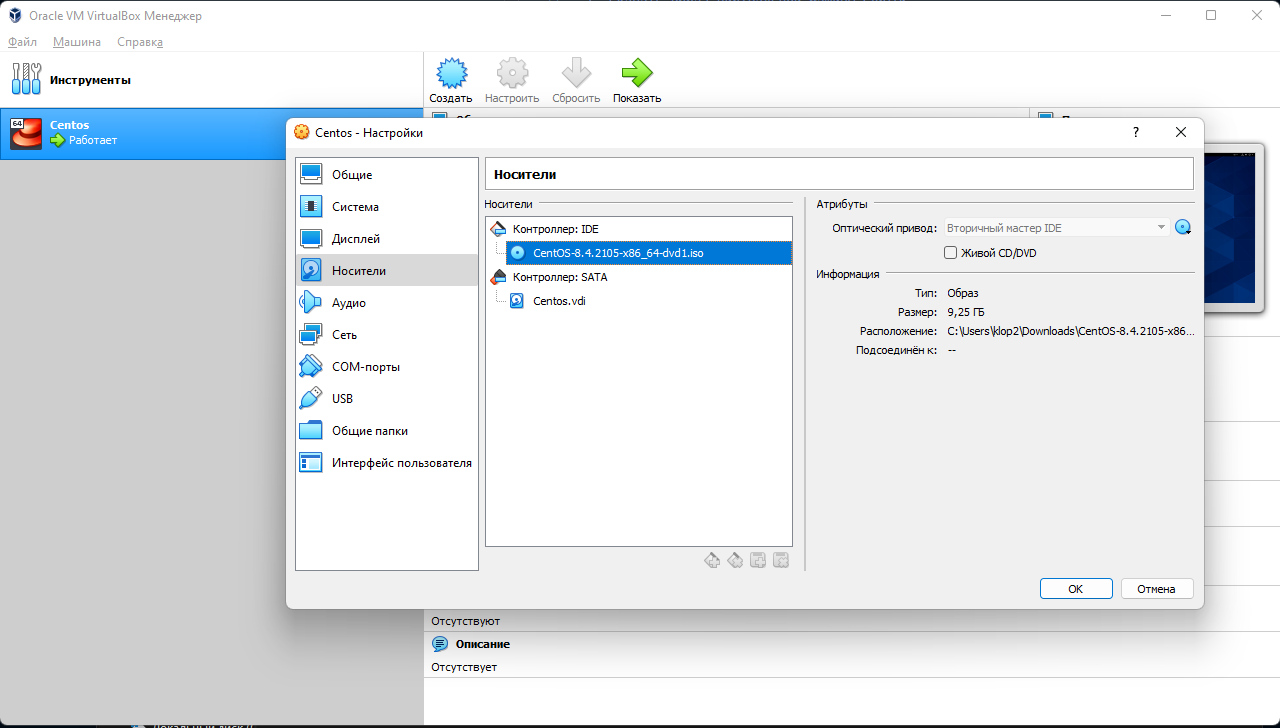 Oracle VM VirtualBox Менеджер
Файл Машина Справка
Инструменты
Создать Настроить Сбросить Показать
64
Centos
Работает
Centos - Настройки
?
Общие
Система
Дисплей
Носители
Аудио
Сеть
COM-порты
USB
Общие папки
Интерфейс пользователя
Носители
Носители
Контроллер: IDE
CentOS-8.4.2105-x86_64-dvd1.iso
Контроллер: SATA
Centos.vdi
Атрибуты
Оптический привод: Вторичный мастер IDE
Живой CD/DVD
Информация
Тип: Образ
Размер: 9,25 ГБ
Расположение: C:\Users\klop2\Downloads\CentOS-8.4.2105-x86...
Подсоединён к: --
OK Отмена
Отсутствуют
Описание
Отсутствует